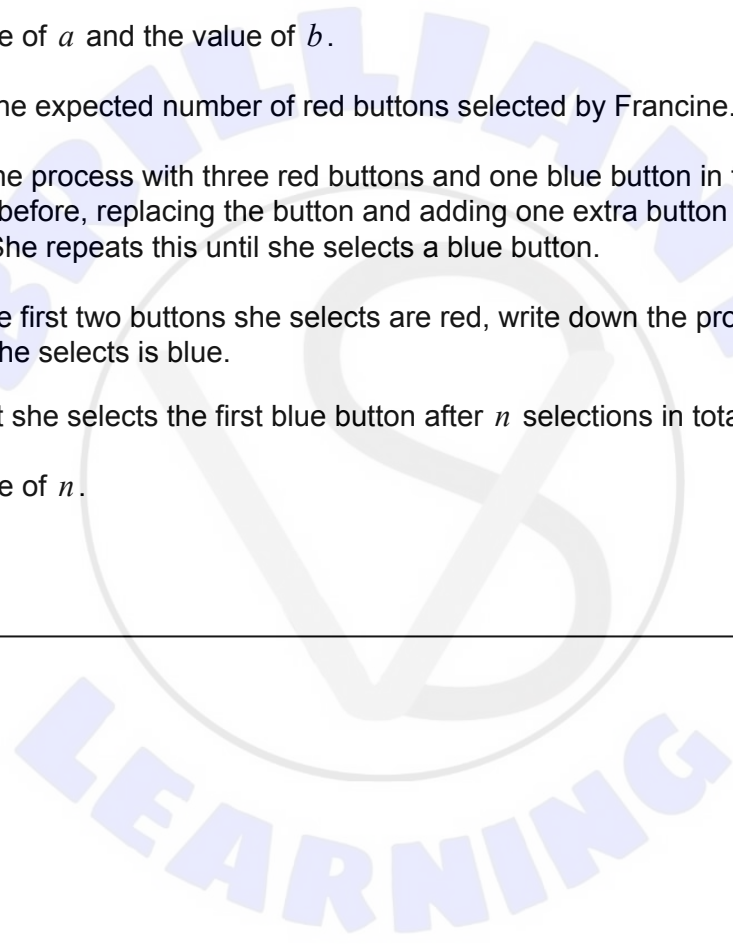 e of a and the value of b.
he expected number of red buttons selected by Francine.
he process with three red buttons and one blue button in
before, replacing the button and adding one extra button
She repeats this until she selects a blue button.
e first two buttons she selects are red, write down the pro
he selects is blue.
t she selects the first blue button after n selections in tota
e of n.
BRILLIAN
LEARNING